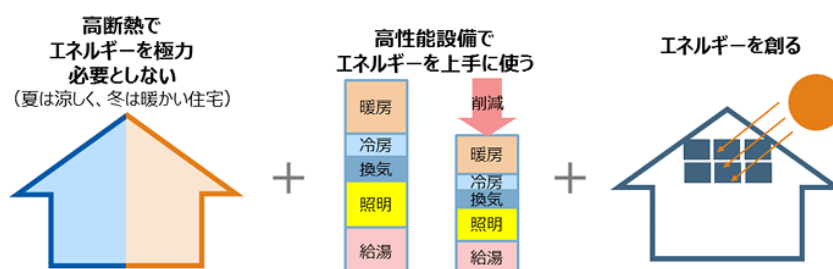 高断熱で
エネルギーを極力
必要としない
（夏は涼しく、冬は暖かい住宅）
高性能設備で
エネルギーを上手に使う
暖房
冷房
換気
照明
給湯
削減
暖房
冷房
換気
照明
給湯
エネルギーを創る